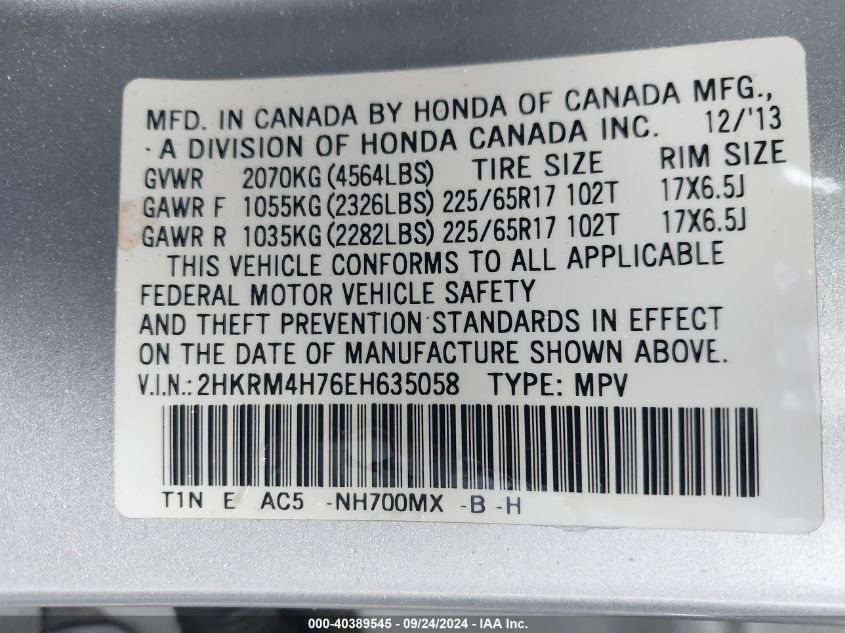 MFD. IN CANADA BY HONDA OF CANADA MFG.,
· A DIVISION OF HONDA CANADA INC. 12/'13
GVWR 2070KG (4564LBS) TIRE SIZE RIM SIZE
GAWR F 1055KG (2326LBS) 225/65R17 102T 17X6.5J
GAWR R 1035KG (2282LBS) 225/65R17 102T 17X6.5J
THIS VEHICLE CONFORMS TO ALL APPLICABLE
FEDERAL MOTOR VEHICLE SAFETY
AND THEFT PREVENTION STANDARDS IN EFFECT
ON THE DATE OF MANUFACTURE SHOWN ABOVE.
V.I.N.: 2HKRM4H76EH635058 TYPE: MPV
T1N E AC5 -NH700MX -B -H
000-40389545 - 09/24/2024 - IAA Inc.